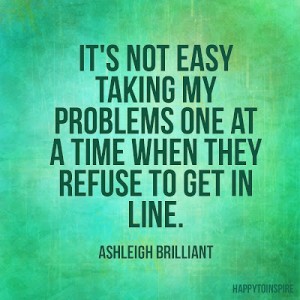 IT'S NOT EASY
TAKING MY
PROBLEMS ONE AT
A TIME WHEN THEY
REFUSE TO GET IN
LINE.
ASHLEIGH BRILLIANT
HAPPYTOINSPIRE